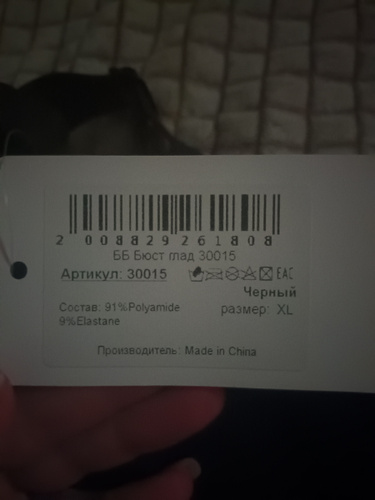 2 008829 261808
ББ Бюст глад 30015
Артикул: 30015
EAC
Черный
Состав: 91%Polyamide
9%Elastane
размер: XL
Производитель: Made in China